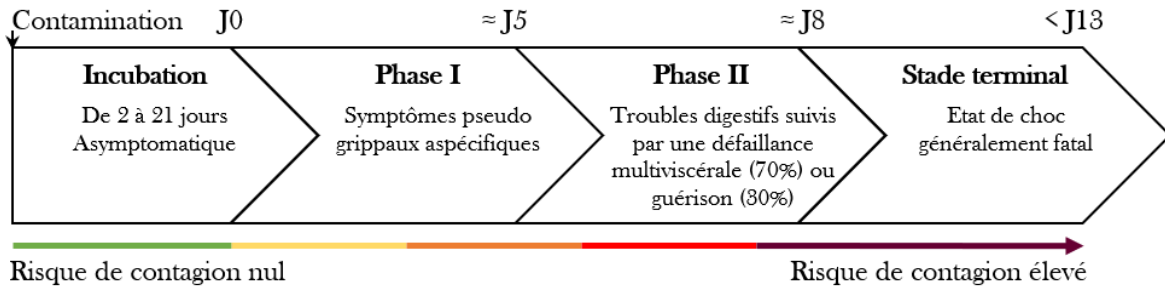 Contamination J0 ≈ J5 ≈ J8 < J13
Incubation
De 2 à 21 jours
Asymptomatique
Phase I
Symptômes pseudo
grippaux aspécifiques
Phase II
Troubles digestifs suivis
par une défaillance
multiviscérale (70%) ou
guérison (30%)
Stade terminal
Etat de choc
généralement fatal
Risque de contagion nul
Risque de contagion élevé